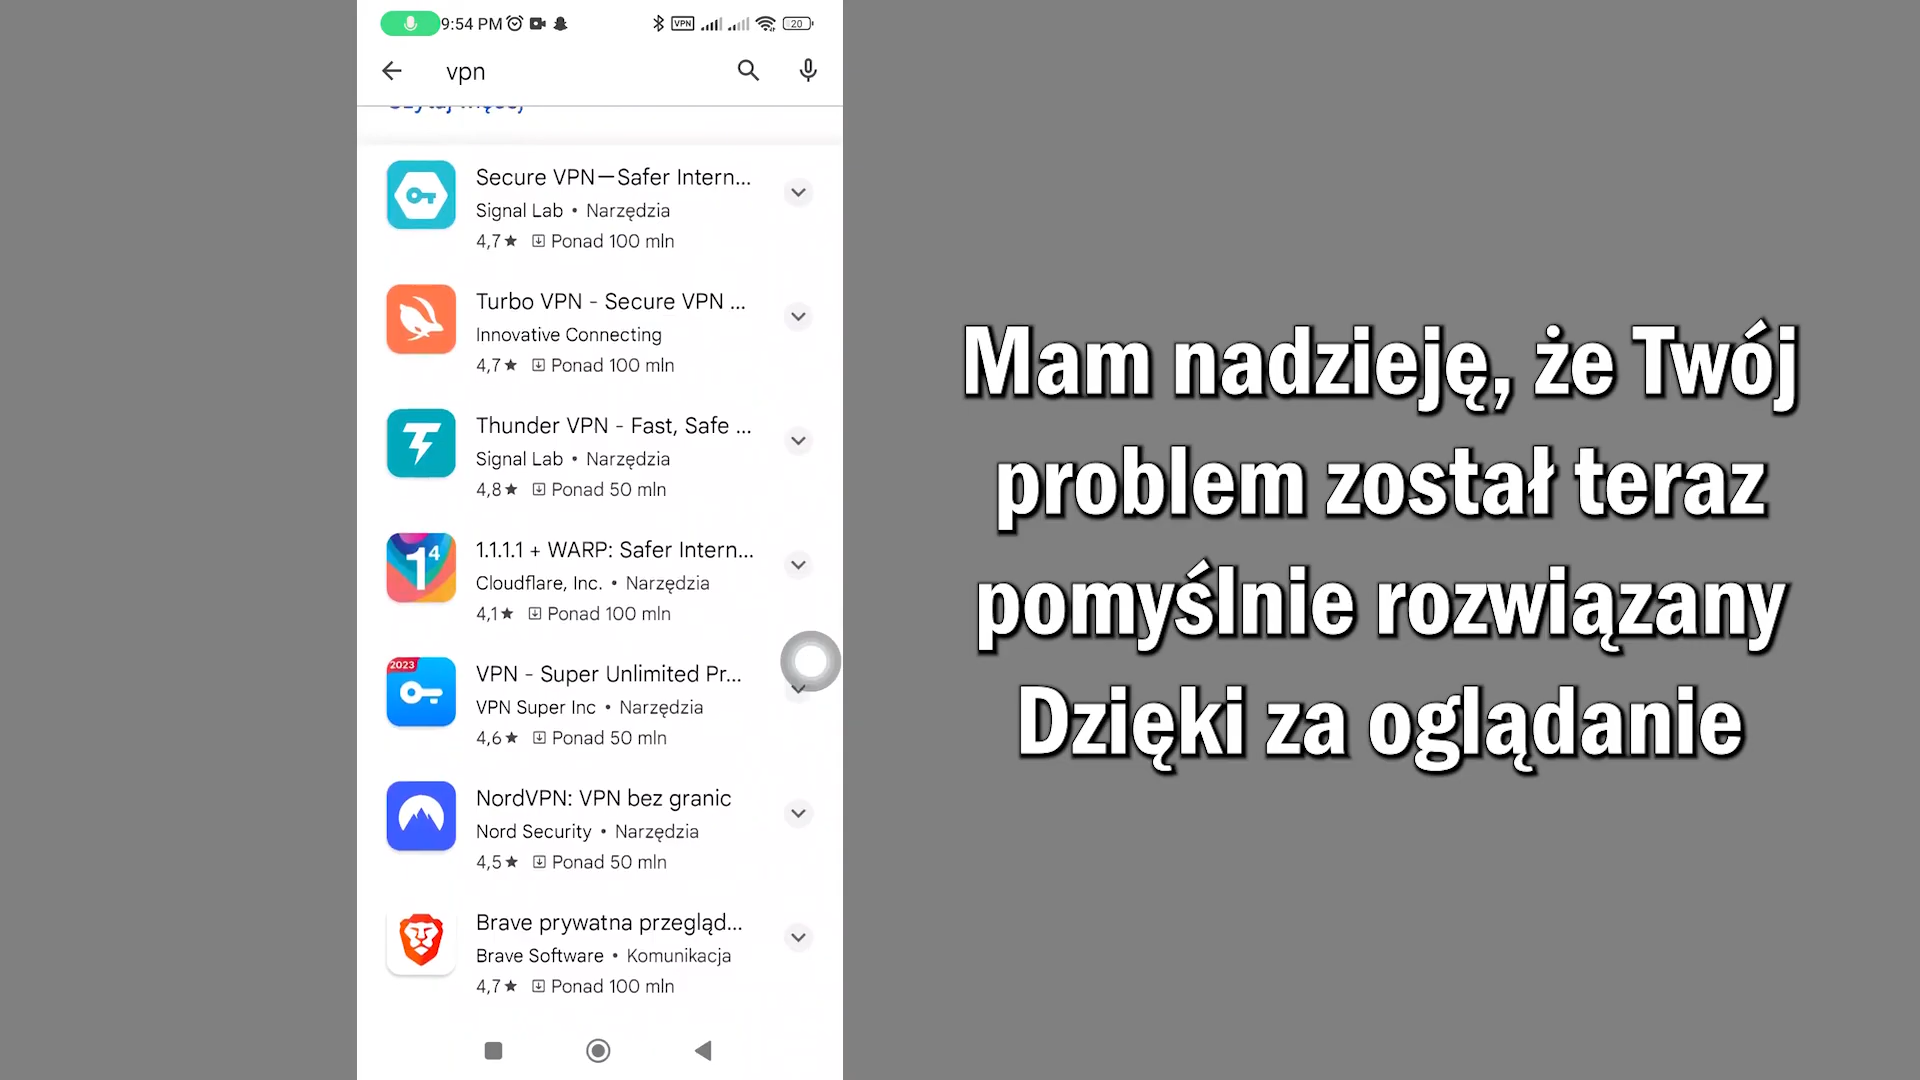 9:54 PM VPN 20
vpn
Czytaj więcej
Secure VPN—Safer Intern...
Signal Lab • Narzędzia
4,7★ Ponad 100 mln
Turbo VPN - Secure VPN ...
Innovative Connecting
4,7★ Ponad 100 mln
Thunder VPN - Fast, Safe ...
Signal Lab • Narzędzia
4,8★ Ponad 50 mln
1.1.1.1 + WARP: Safer Intern...
Cloudflare, Inc. • Narzędzia
4,1★ Ponad 100 mln
2023
VPN - Super Unlimited Pr...
VPN Super Inc • Narzędzia
4,6★ Ponad 50 mln
NordVPN: VPN bez granic
Nord Security • Narzędzia
4,5★ Ponad 50 mln
Brave prywatna przegląd...
Brave Software • Komunikacja
4,7★ Ponad 100 mln
Mam nadzieję, że Twój
problem został teraz
pomyślnie rozwiązany
Dzięki za oglądanie